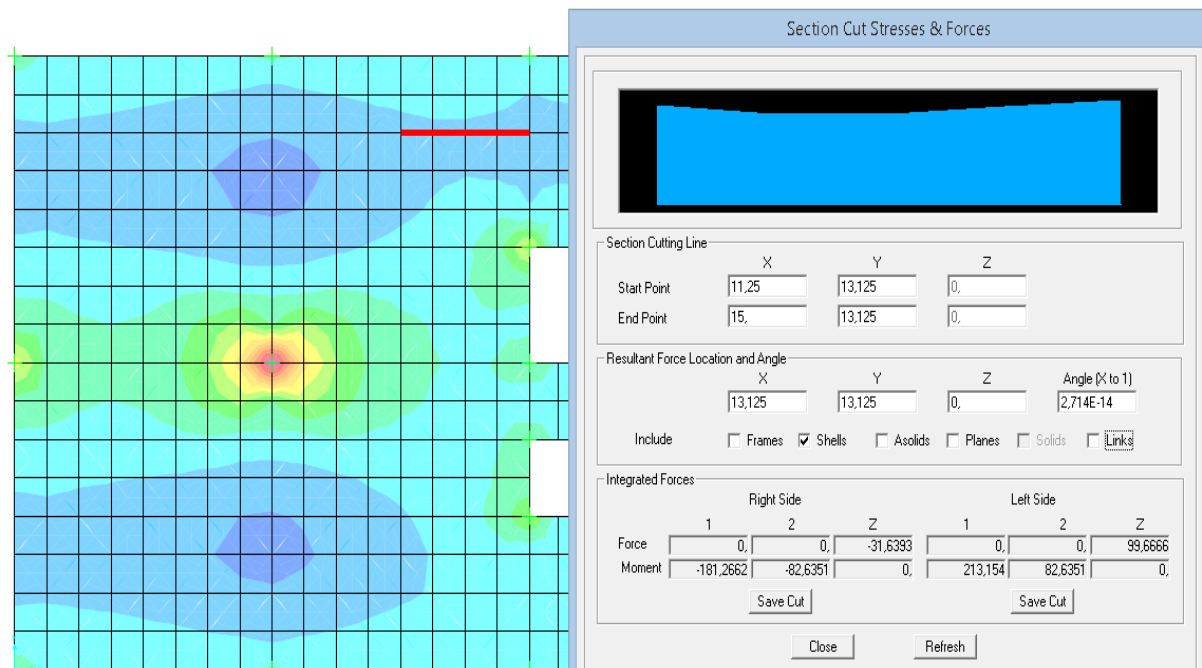 Section Cut Stresses & Forces
Section Cutting Line
X Y Z
Start Point 11,25 13,125 0,
End Point 15, 13,125 0,
Resultant Force Location and Angle
X Y Z Angle (X to 1)
13,125 13,125 0, 2,714E-14
Include Frames Shells Asolids Planes Solids Links
Integrated Forces
Right Side Left Side
1 2 Z 1 2 Z
Force 0, 0, -31,6393 0, 0, 99,6666
Moment -181,2662 -82,6351 0, 213,154 82,6351 0,
Save Cut Save Cut
Close Refresh